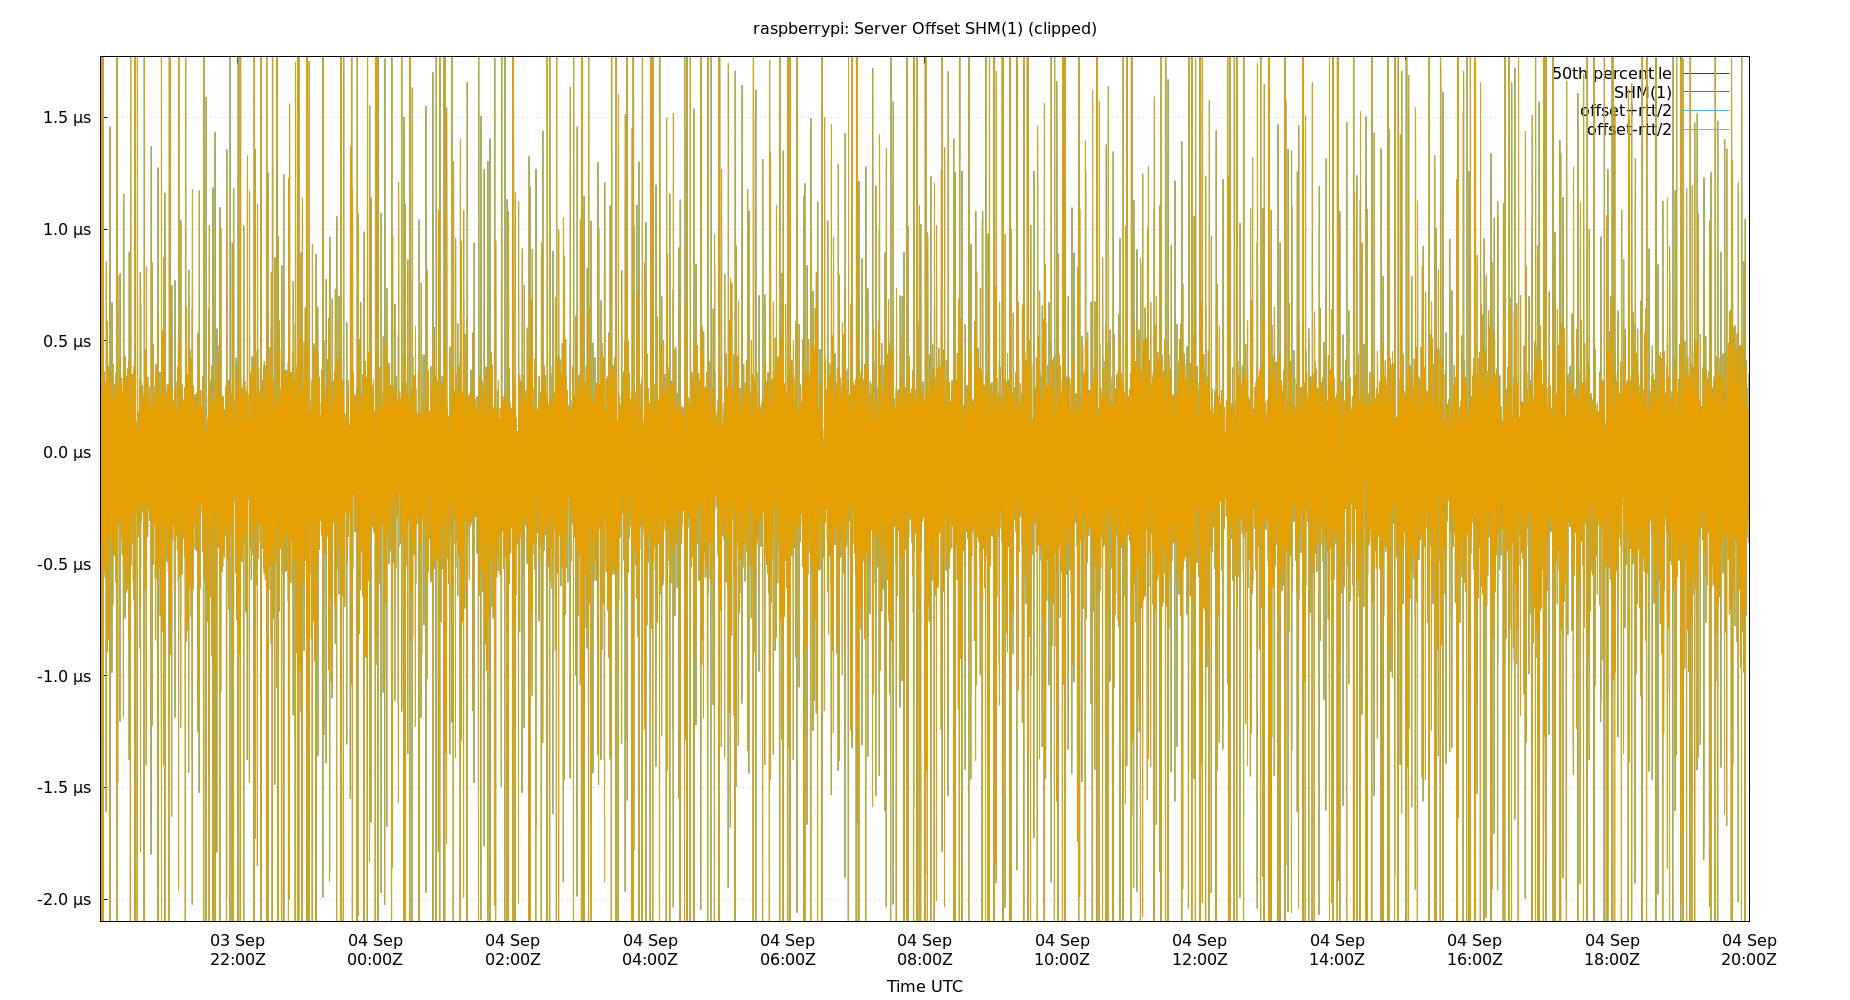 raspberrypi: Server Offset SHM(1) (clipped)
50th percentile
SHM(1)
offset+rtt/2
offset-rtt/2
1.5 µs
1.0 µs
0.5 µs
0.0 µs
-0.5 µs
-1.0 µs
-1.5 µs
-2.0 µs
03 Sep 04 Sep 04 Sep 04 Sep 04 Sep 04 Sep 04 Sep 04 Sep 04 Sep 04 Sep 04 Sep 04 Sep
22:00Z 00:00Z 02:00Z 04:00Z 06:00Z 08:00Z 10:00Z 12:00Z 14:00Z 16:00Z 18:00Z 20:00Z
Time UTC